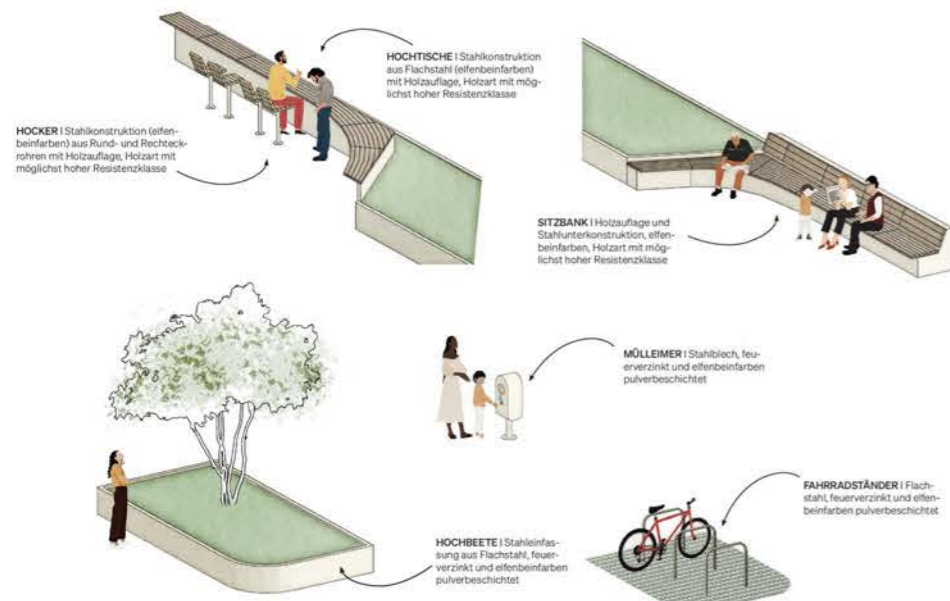 HOCHTISCHE | Stahlkonstruktion
aus Flachstahl (elfenbeinfarben)
mit Holzauflage, Holzart mit mög-
lichst hoher Resistenzklasse
HOCKER | Stahlkonstruktion (elfen-
beinfarben) aus Rund- und Rechteck-
rohren mit Holzauflage, Holzart mit
möglichst hoher Resistenzklasse
SITZBANK | Holzauflage und
Stahlunterkonstruktion, elfen-
beinfarben, Holzart mit mög-
lichst hoher Resistenzklasse
MÜLLEIMER | Stahlblech, feu-
erverzinkt und elfenbeinfarben
pulverbeschichtet
FAHRRADSTÄNDER | Flach-
stahl, feuerverzinkt und elfen-
beinfarben pulverbeschichtet
HOCHBEETE | Stahleinfas-
sung aus Flachstahl, feuer-
verzinkt und elfenbeinfarben
pulverbeschichtet